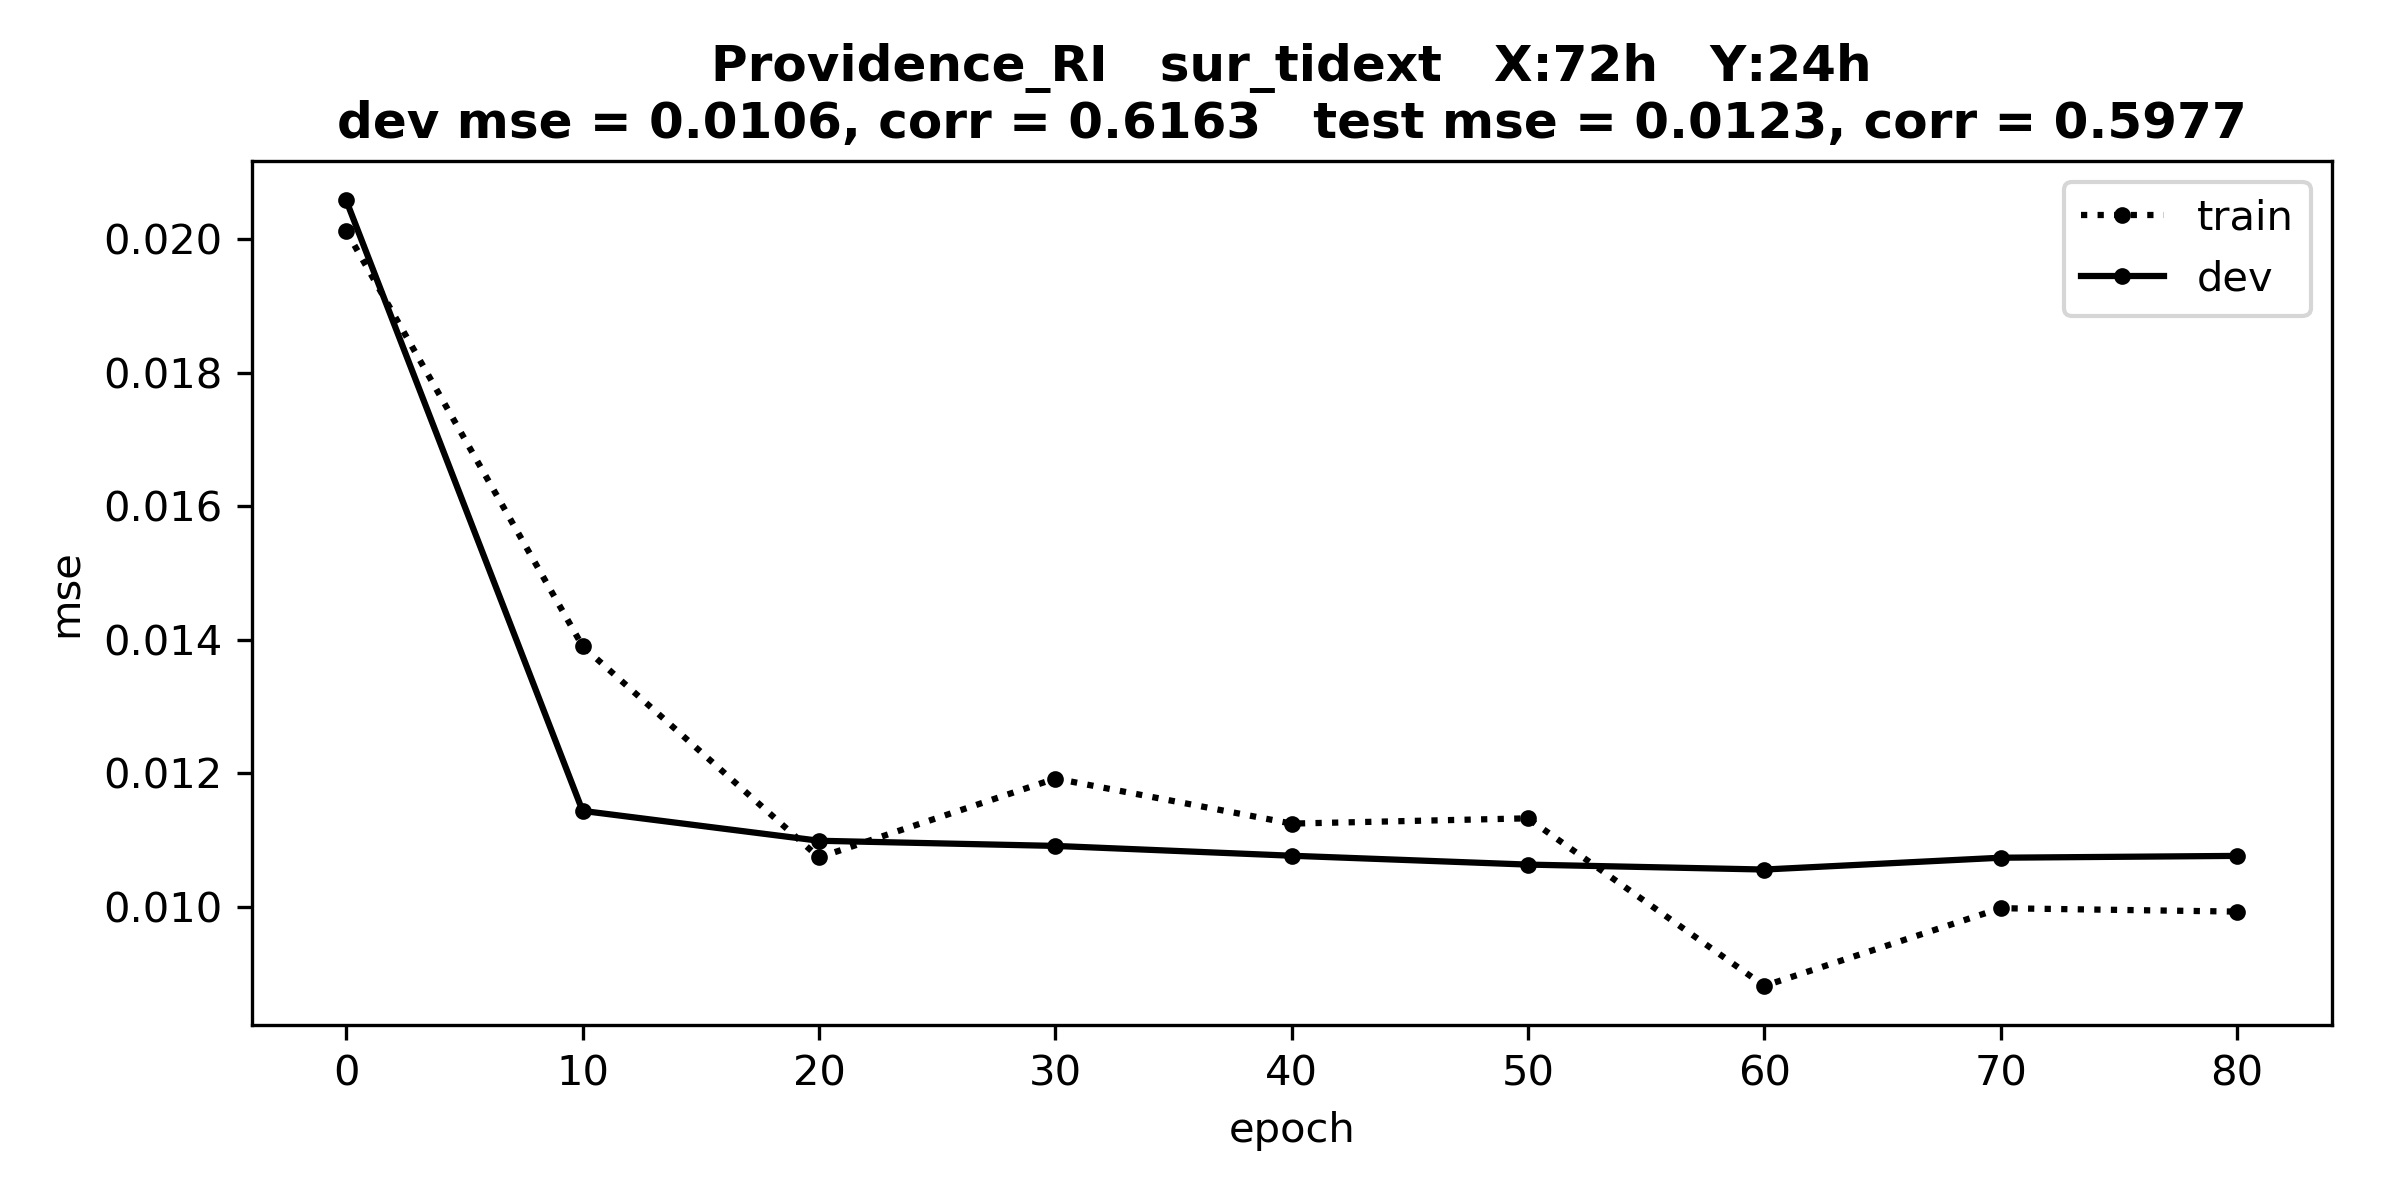 Providence_RI   sur_tidext   X:72h   Y:24h
dev mse = 0.0106, corr = 0.6163   test mse = 0.0123, corr = 0.5977
train
dev
0.020
0.018
0.016
0.014
0.012
0.010
mse
0 10 20 30 40 50 60 70 80
epoch